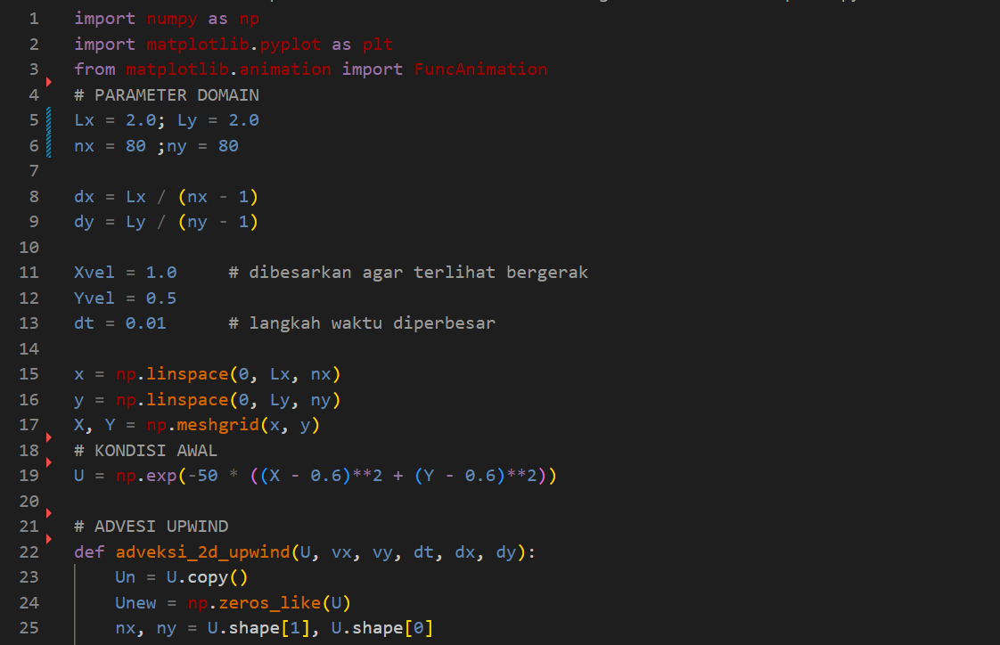 1 import numpy as np
2 import matplotlib.pyplot as plt
3 from matplotlib.animation import FuncAnimation
4 # PARAMETER DOMAIN
5 Lx = 2.0; Ly = 2.0
6 nx = 80 ;ny = 80
7
8 dx = Lx / (nx - 1)
9 dy = Ly / (ny - 1)
10
11 Xvel = 1.0     # dibesarkan agar terlihat bergerak
12 Yvel = 0.5
13 dt = 0.01      # langkah waktu diperbesar
14
15 x = np.linspace(0, Lx, nx)
16 y = np.linspace(0, Ly, ny)
17 X, Y = np.meshgrid(x, y)
18 # KONDISI AWAL
19 U = np.exp(-50 * ((X - 0.6)**2 + (Y - 0.6)**2))
20
21 # ADVESI UPWIND
22 def adveksi_2d_upwind(U, vx, vy, dt, dx, dy):
23     Un = U.copy()
24     Unew = np.zeros_like(U)
25     nx, ny = U.shape[1], U.shape[0]